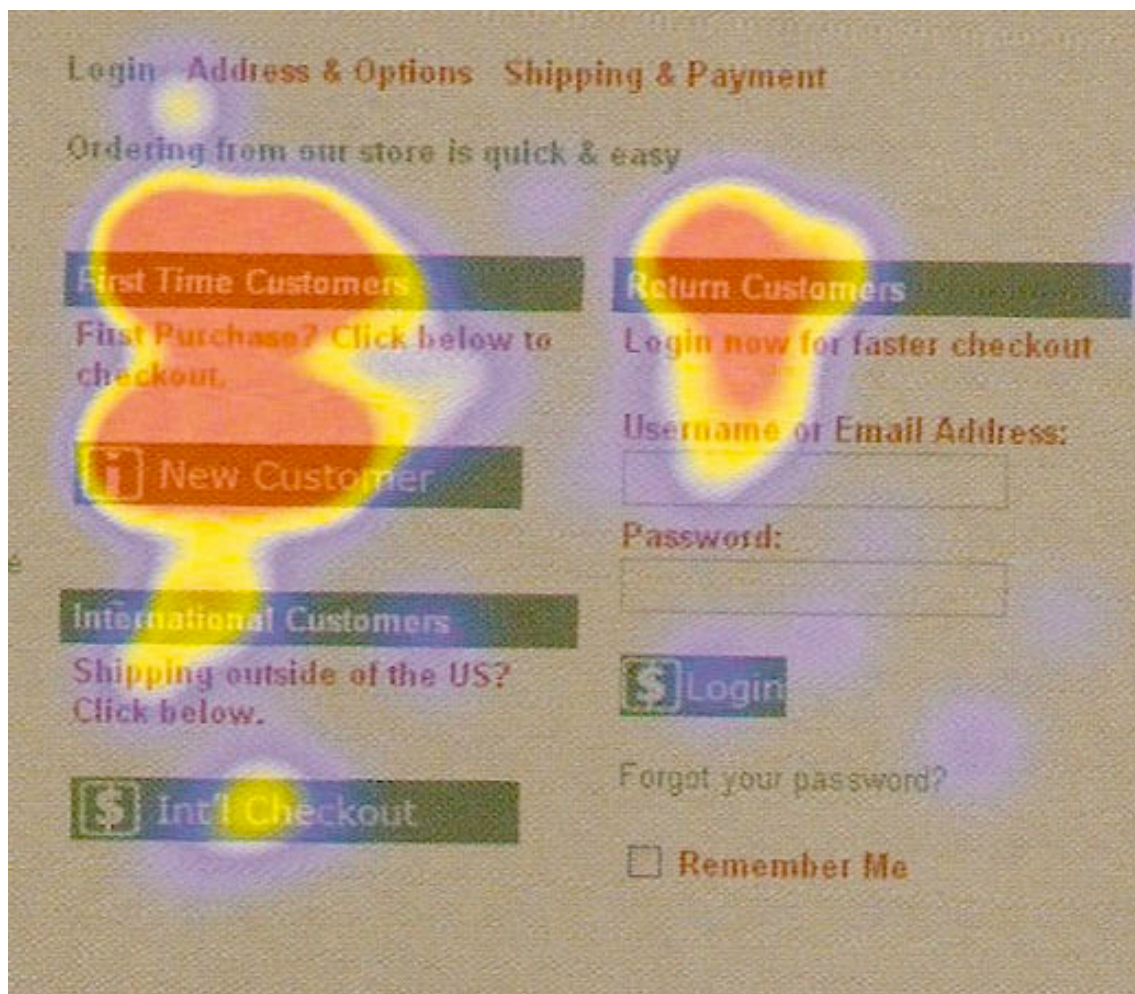 Login Address & Options Shipping & Payment
Ordering from our store is quick & easy
First Time Customers
First Purchase? Click below to
checkout.
New Customer
International Customers
Shipping outside of the US?
Click below.
Int'l Checkout
Return Customers
Login now for faster checkout
Username or Email Address:
Password:
Login
Forgot your password?
Remember Me